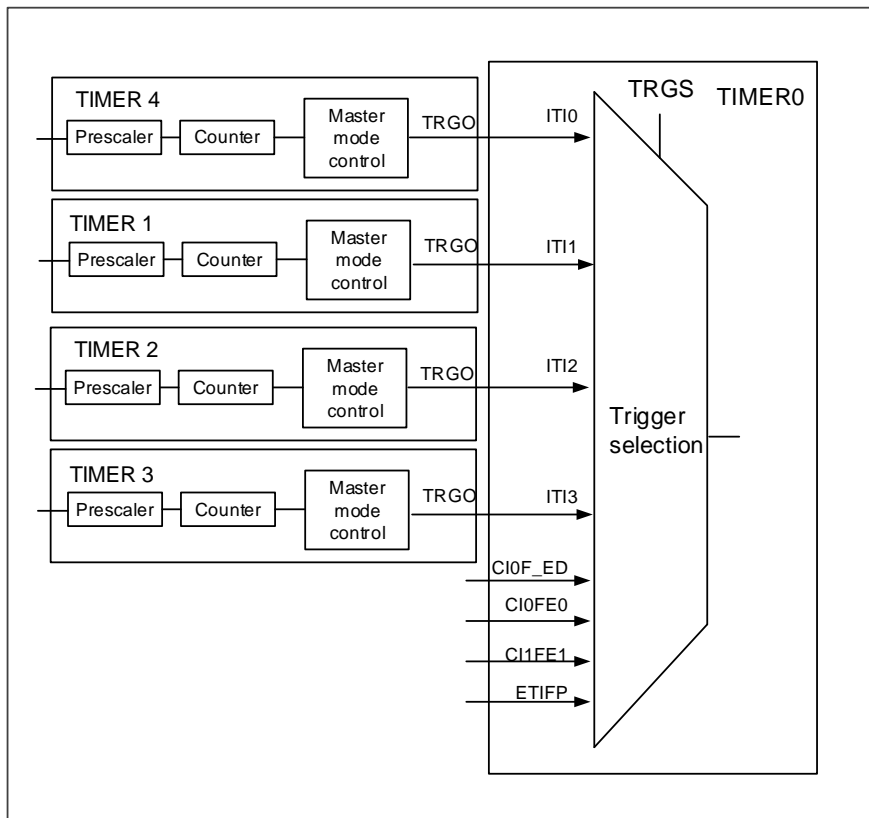 TIMER 4
Prescaler
Counter
Master
mode
control
TRGO
ITI0
TRGS
TIMER0
TIMER 1
Prescaler
Counter
Master
mode
control
TRGO
ITI1
TIMER 2
Prescaler
Counter
Master
mode
control
TRGO
ITI2
Trigger
selection
TIMER 3
Prescaler
Counter
Master
mode
control
TRGO
ITI3
CI0F_ED
CI0FE0
CI1FE1
ETIFP